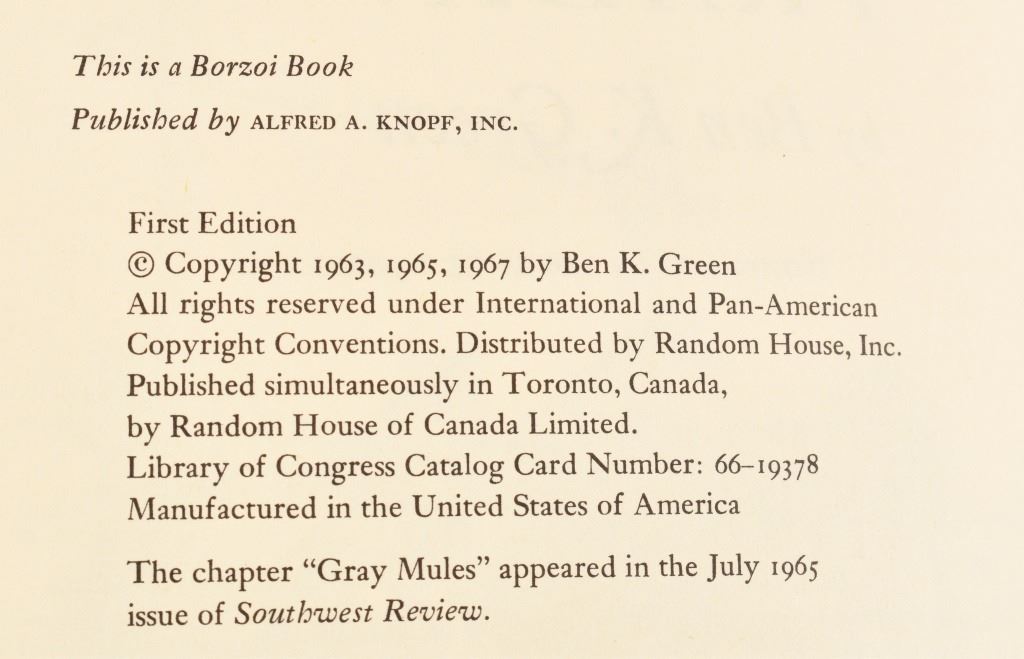 This is a Borzoi Book
Published by ALFRED A. KNOPF, INC.
First Edition
© Copyright 1963, 1965, 1967 by Ben K. Green
All rights reserved under International and Pan-American
Copyright Conventions. Distributed by Random House, Inc.
Published simultaneously in Toronto, Canada,
by Random House of Canada Limited.
Library of Congress Catalog Card Number: 66–19378
Manufactured in the United States of America
The chapter “Gray Mules” appeared in the July 1965
issue of Southwest Review.